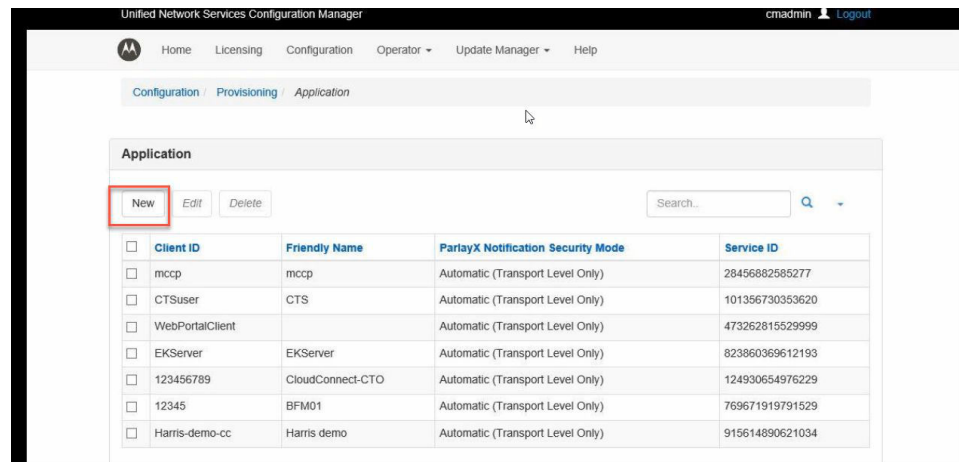 Unified Network Services Configuration Manager cmadmin Logout
Home Licensing Configuration Operator Update Manager Help
Configuration / Provisioning / Application
Application
New Edit Delete Search..
Client ID Friendly Name ParlayX Notification Security Mode Service ID
mccp mccp Automatic (Transport Level Only) 28456882585277
CTSuser CTS Automatic (Transport Level Only) 101356730353620
WebPortalClient Automatic (Transport Level Only) 473262815529999
EKServer EKServer Automatic (Transport Level Only) 823860369612193
123456789 CloudConnect-CTO Automatic (Transport Level Only) 124930654976229
12345 BFM01 Automatic (Transport Level Only) 769671919791529
Harris-demo-cc Harris demo Automatic (Transport Level Only) 915614890621034